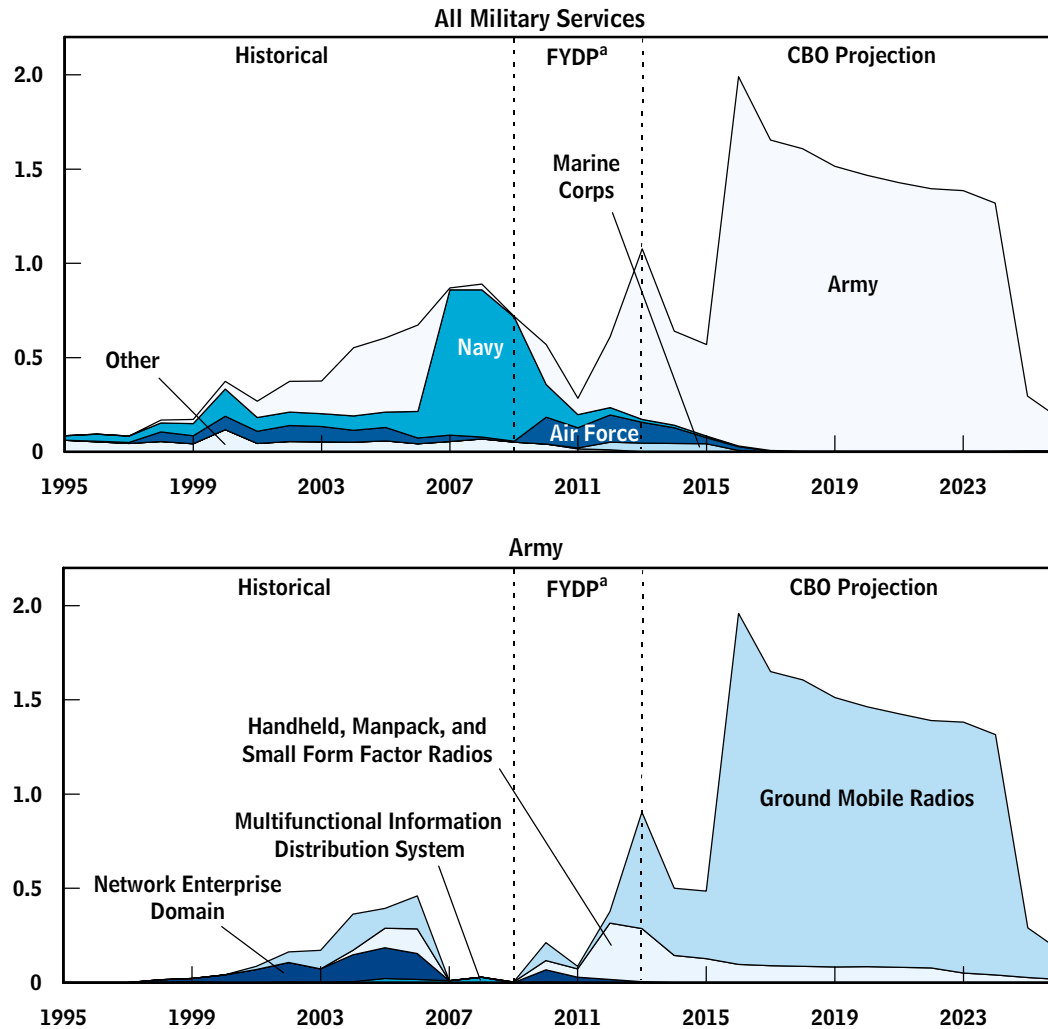 All Military Services
Historical
FYDPa
CBO Projection
2.0
Marine
Corps
1.5
1.0
Army
Navy
Other
0.5
Air Force
0
1995
1999
2003
2007
2011
2015
2019
2023
Army
Historical
FYDPa
CBO Projection
2.0
Handheld, Manpack, and
Small Form Factor Radios
1.5
Ground Mobile Radios
1.0
Multifunctional Information
Distribution System
Network Enterprise
Domain
0.5
0
1995
1999
2003
2007
2011
2015
2019
2023